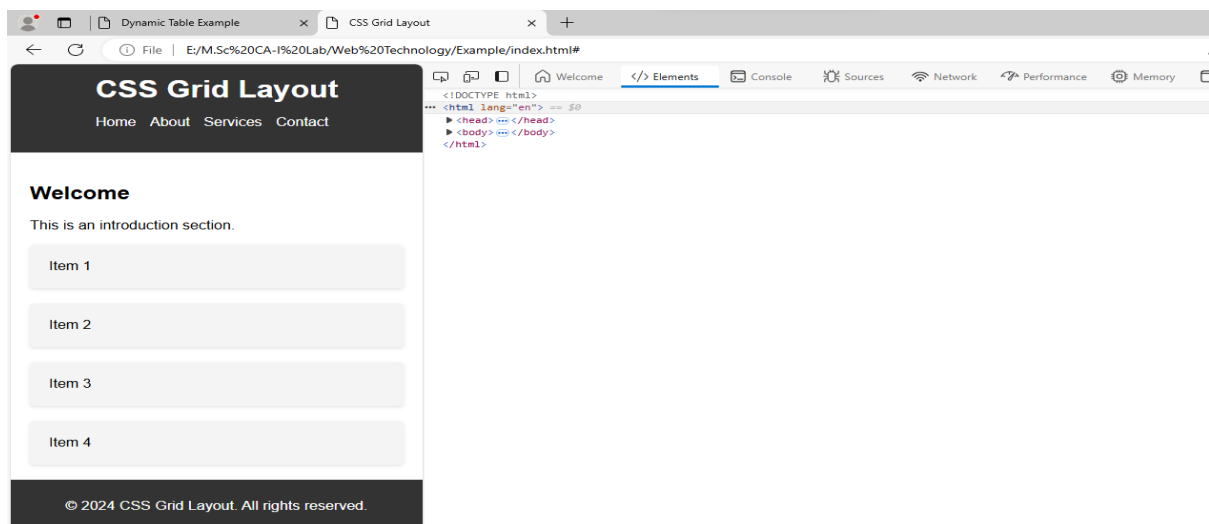 Dynamic Table Example
CSS Grid Layout
File | E:/M.Sc%20CA-I%20Lab/Web%20Technology/Example/index.html#
CSS Grid Layout
Home About Services Contact
Welcome
This is an introduction section.
Item 1
Item 2
Item 3
Item 4
© 2024 CSS Grid Layout. All rights reserved.
Welcome </> Elements Console Sources Network Performance Memory
<!DOCTYPE html>
<html lang="en"> == $0
<head> ... </head>
<body> ... </body>
</html>